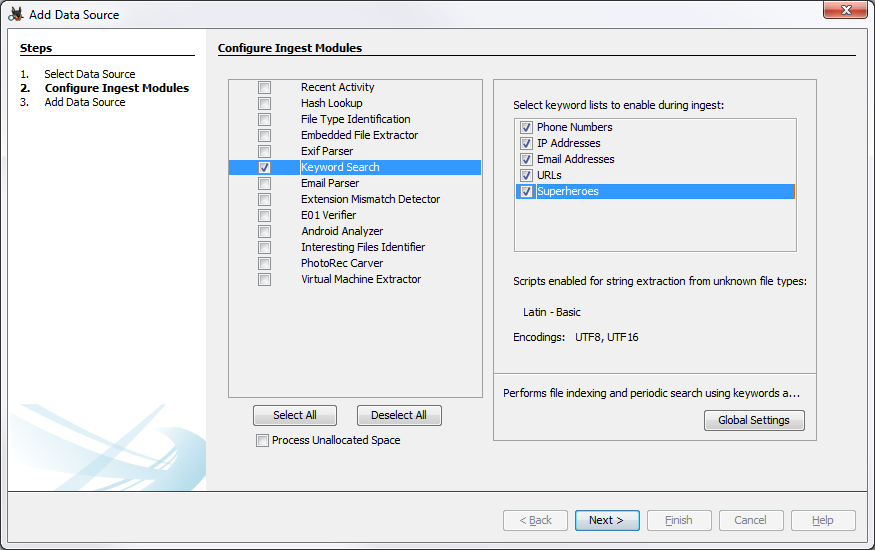 Add Data Source
Steps
1. Select Data Source
2. Configure Ingest Modules
3. Add Data Source
Configure Ingest Modules
Recent Activity
Hash Lookup
File Type Identification
Embedded File Extractor
Exif Parser
Keyword Search
Email Parser
Extension Mismatch Detector
E01 Verifier
Android Analyzer
Interesting Files Identifier
PhotoRec Carver
Virtual Machine Extractor
Select All
Deselect All
Process Unallocated Space
Select keyword lists to enable during ingest:
Phone Numbers
IP Addresses
Email Addresses
URLs
Superheroes
Scripts enabled for string extraction from unknown file types:
Latin - Basic
Encodings: UTF8, UTF16
Performs file indexing and periodic search using keywords a...
Global Settings
< Back
Next >
Finish
Cancel
Help